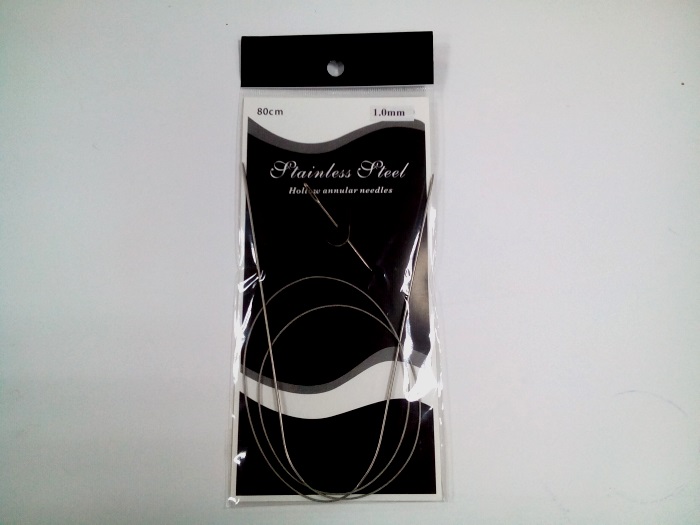 80cm 1.0mm
Stainless Steel
Hollow annular needles